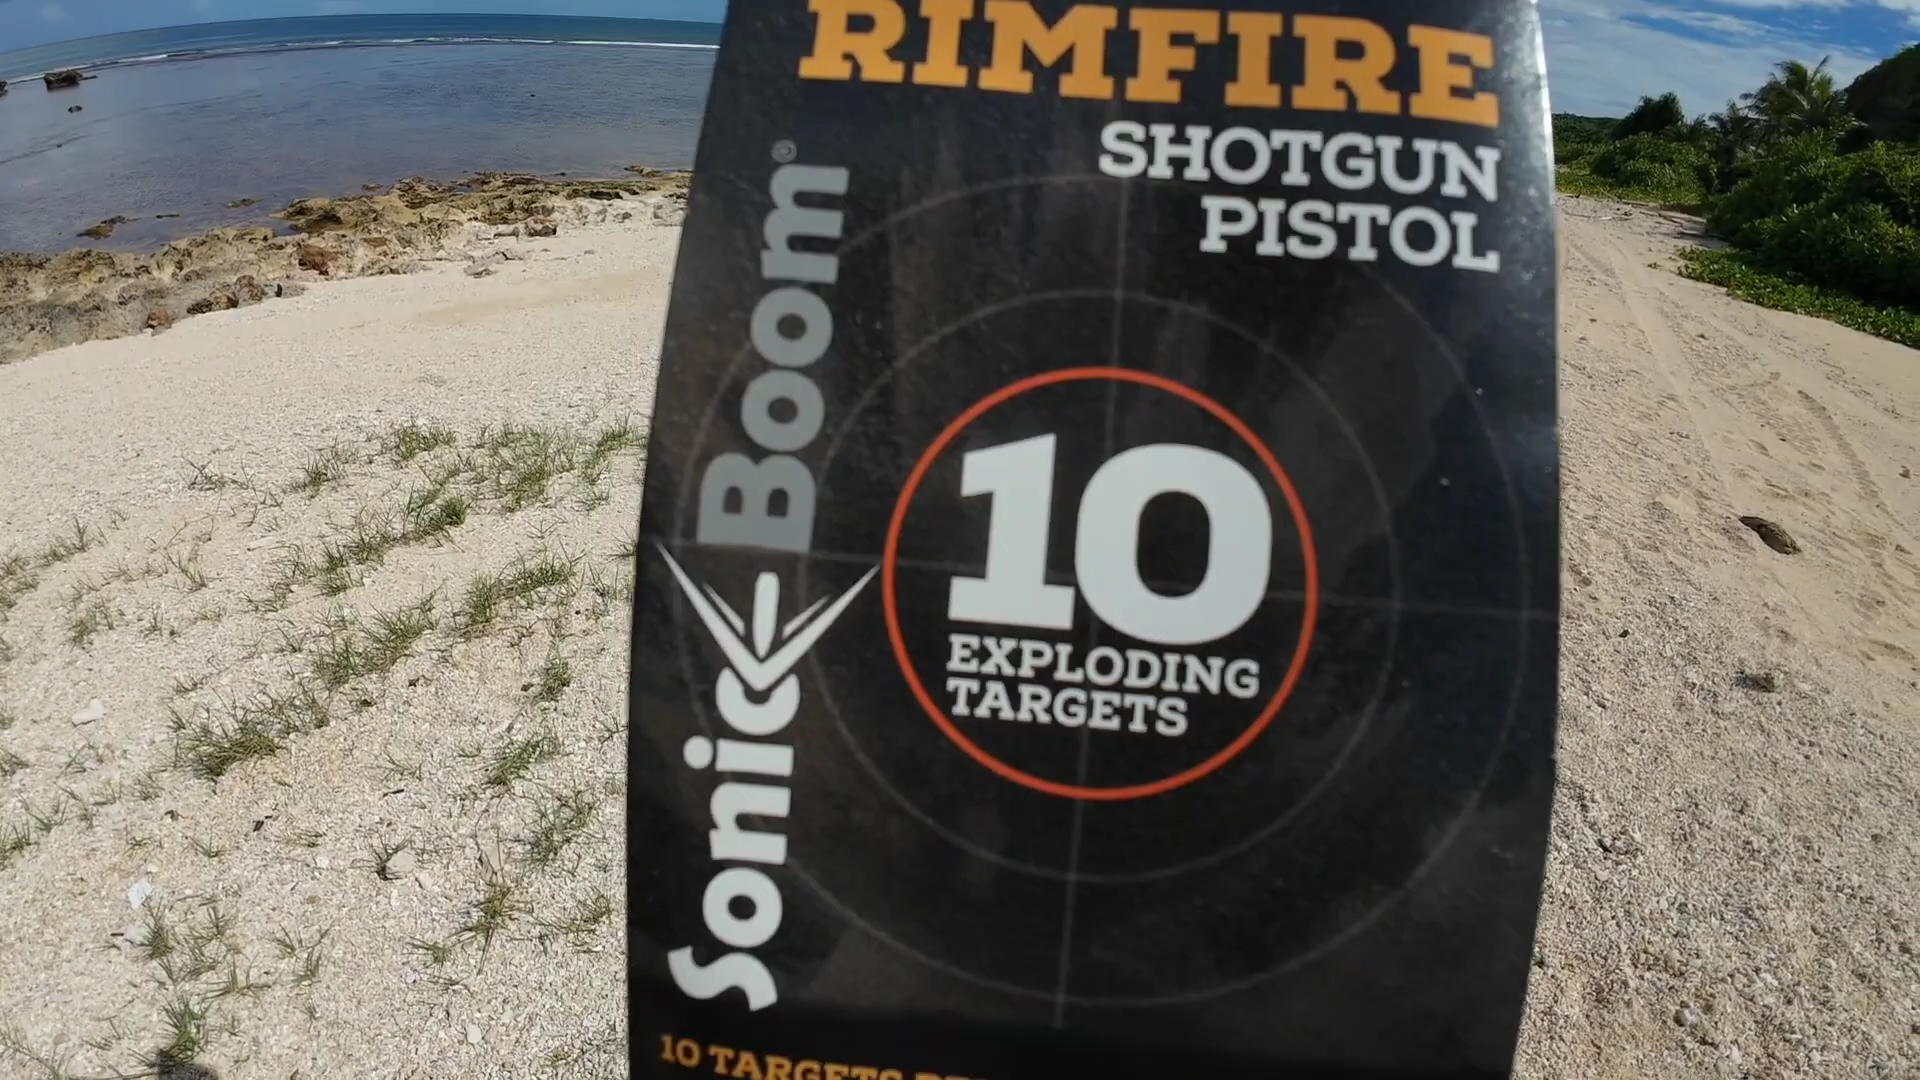 RIMFIRE
SHOTGUN
PISTOL
Sonic Boom
10
EXPLODING
TARGETS
10 TARGETS